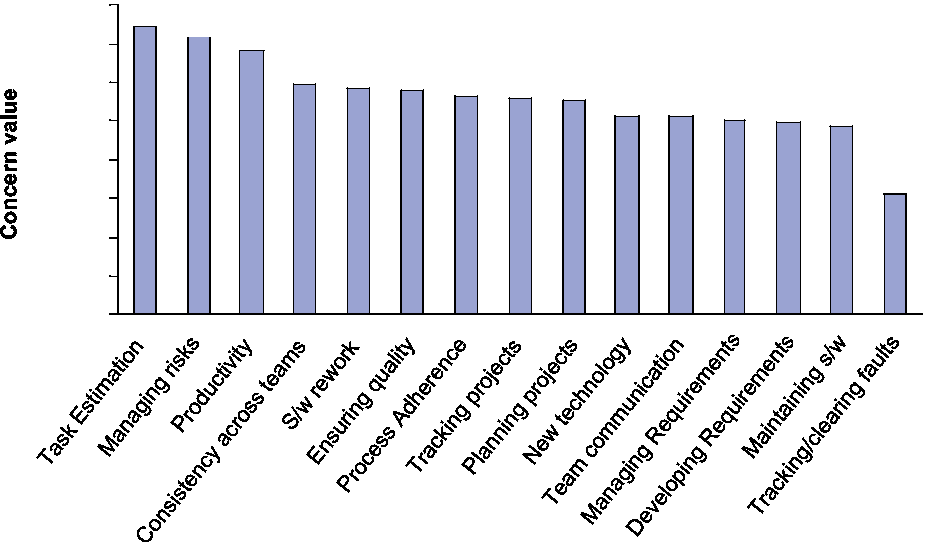 Concern value
Task Estimation
Managing risks
Productivity
Consistency across teams
S/w rework
Ensuring quality
Process Adherence
Tracking projects
Planning projects
New technology
Team communication
Managing Requirements
Developing Requirements
Maintaining s/w
Tracking/clearing faults